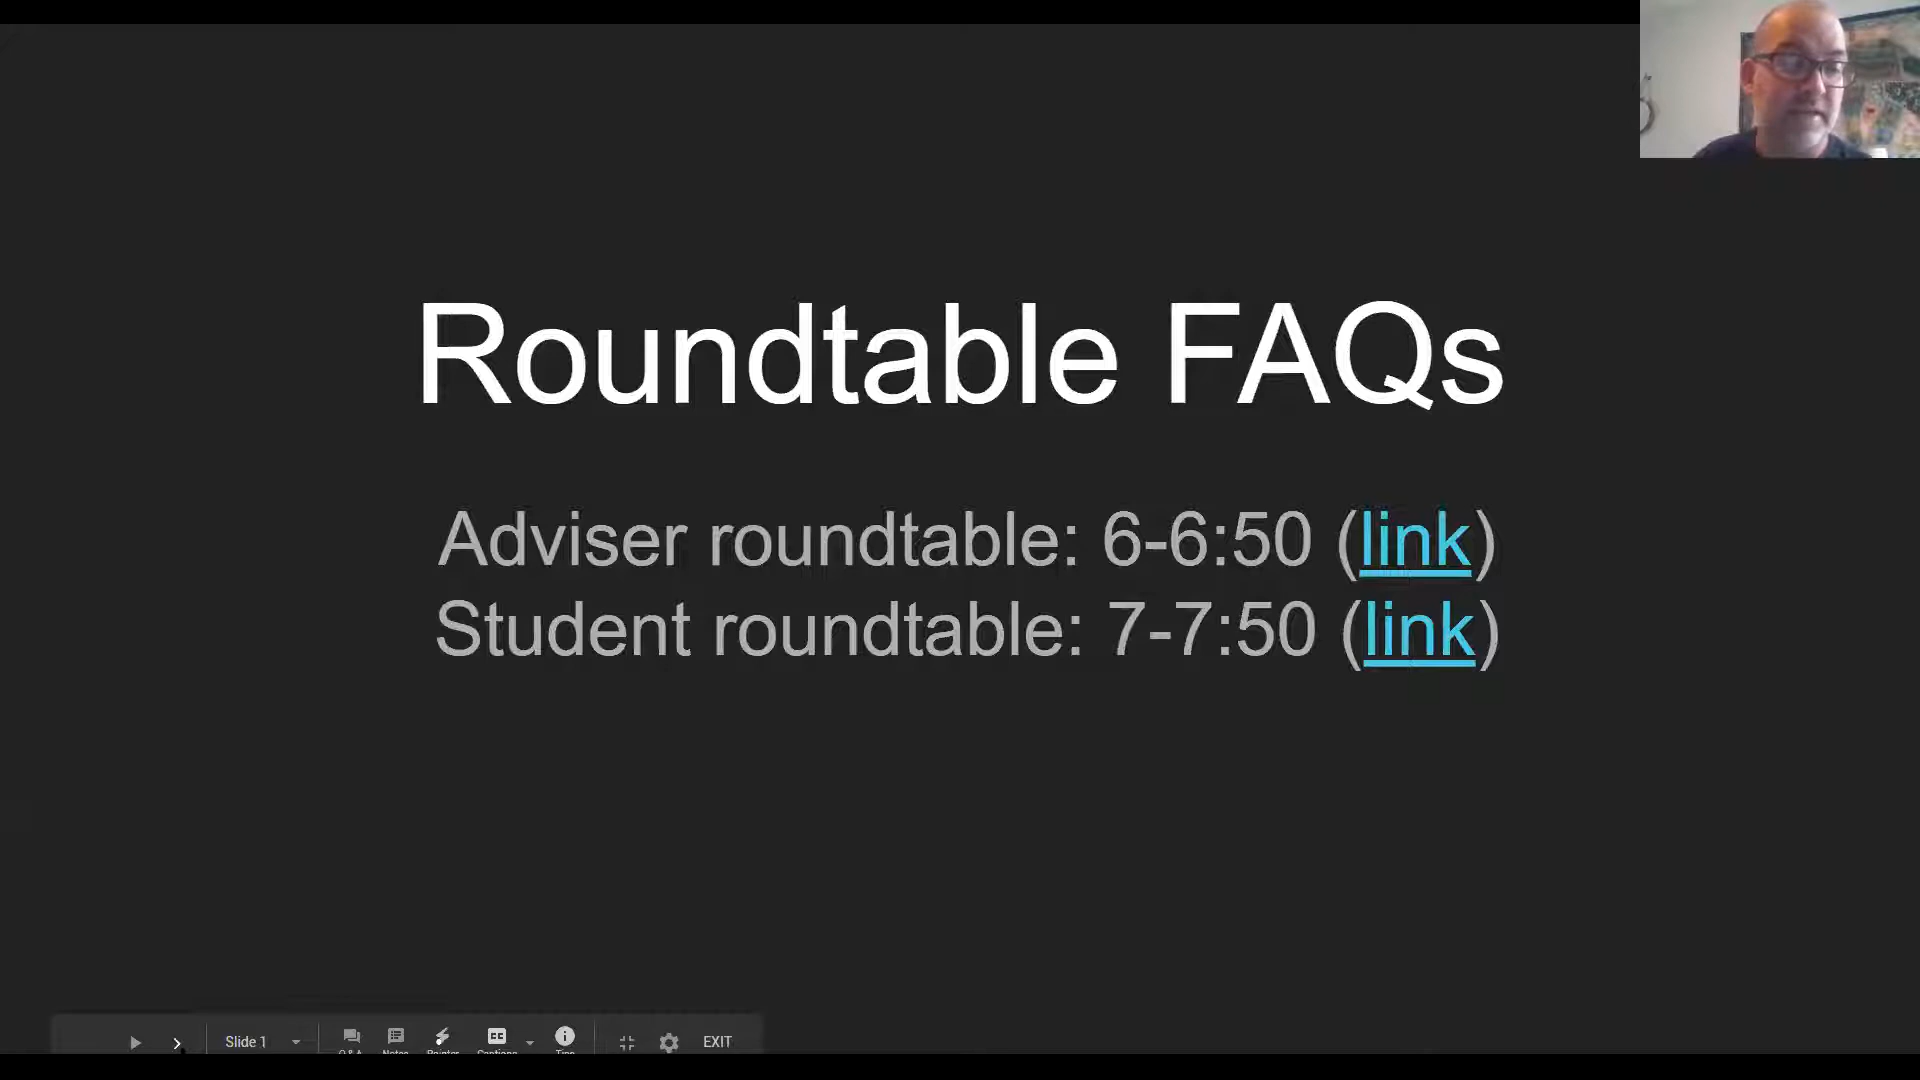 Roundtable FAQs
Adviser roundtable: 6-6:50 (link)
Student roundtable: 7-7:50 (link)
Slide 1
EXIT